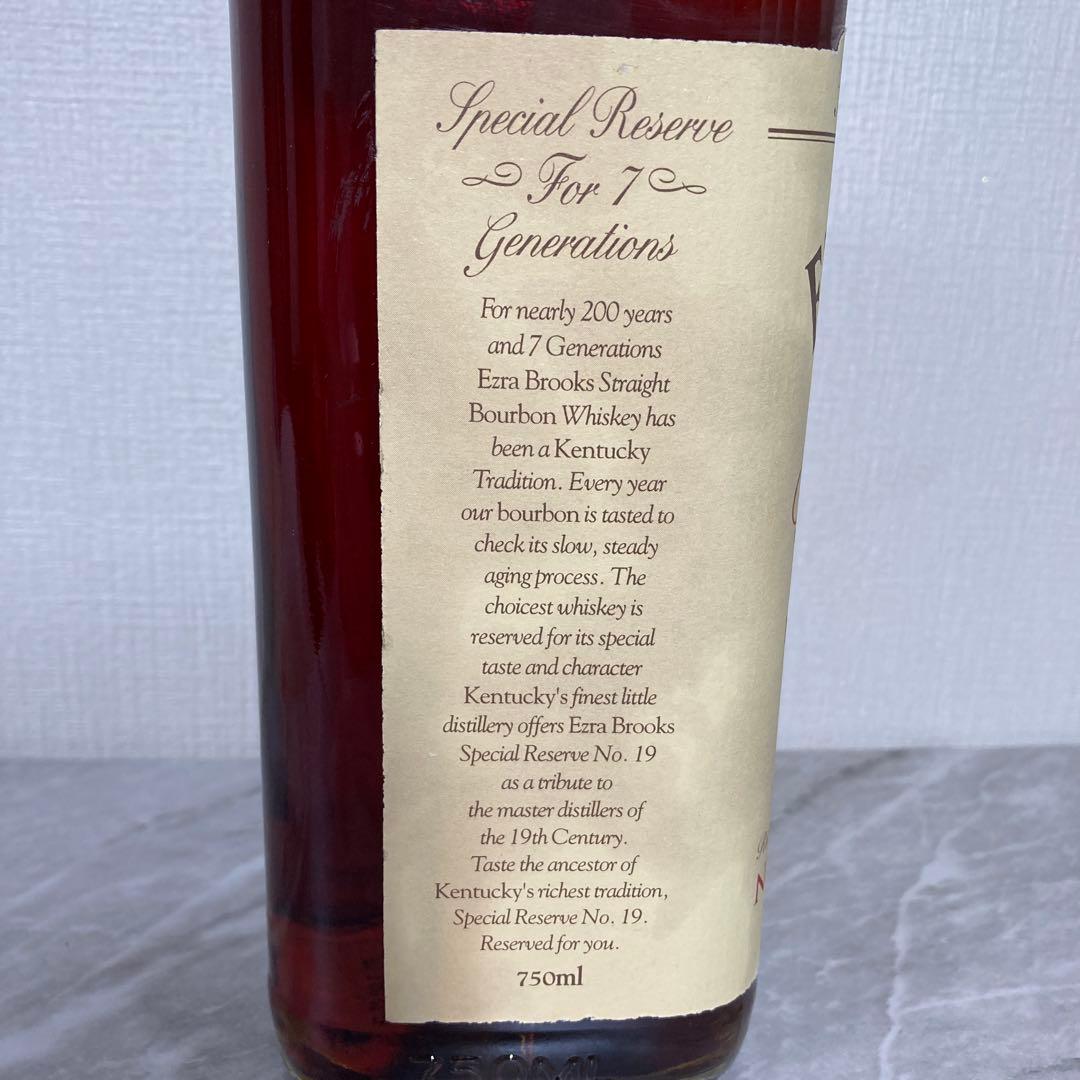 Special Reserve
For 7
Generations
For nearly 200 years
and 7 Generations
Ezra Brooks Straight
Bourbon Whiskey has
been a Kentucky
Tradition. Every year
our bourbon is tasted to
check its slow, steady
aging process. The
choicest whiskey is
reserved for its special
taste and character
Kentucky's finest little
distillery offers Ezra Brooks
Special Reserve No. 19
as a tribute to
the master distillers of
the 19th Century.
Taste the ancestor of
Kentucky's richest tradition,
Special Reserve No. 19.
Reserved for you.
750ml
750ML